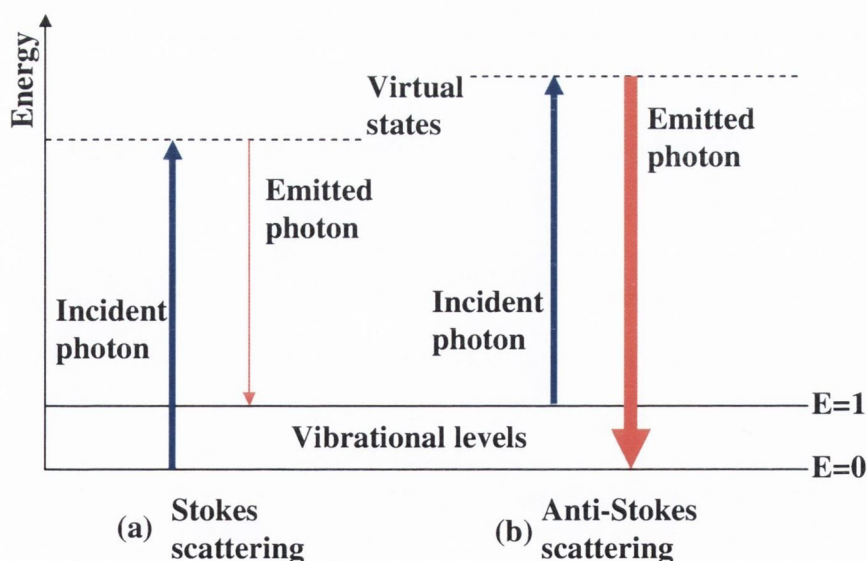 Energy
Virtual
states
Emitted
photon
Emitted
photon
Incident
photon
Incident
photon
E=1
Vibrational levels
E=0
(a) Stokes
scattering
(b) Anti-Stokes
scattering